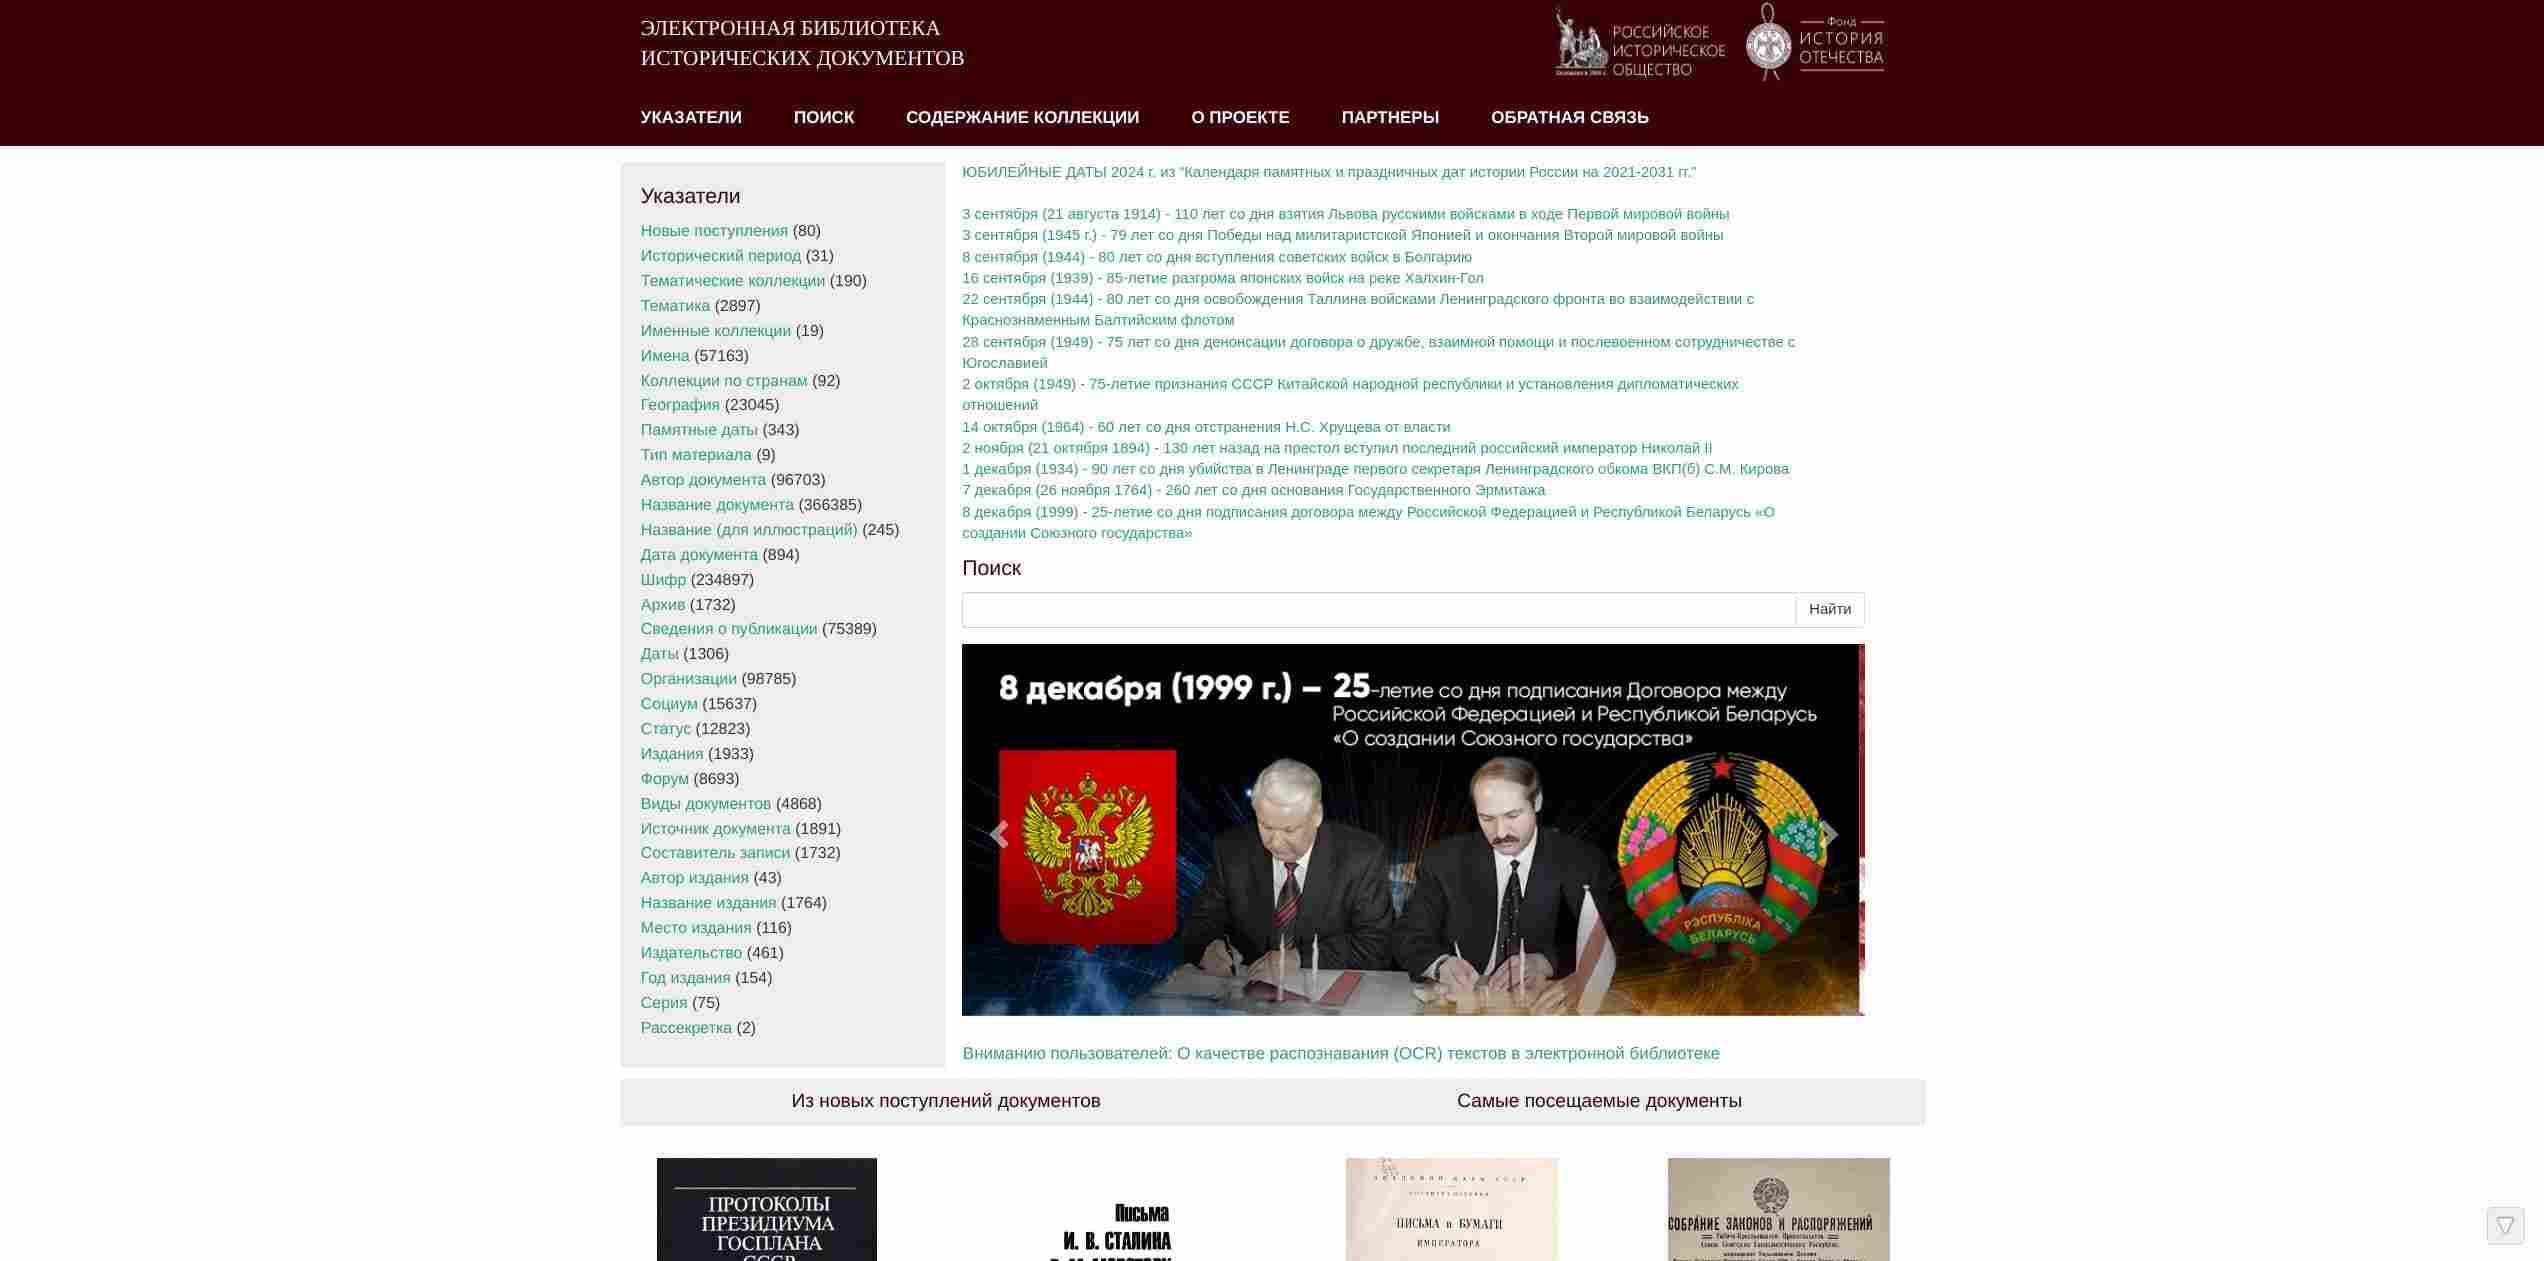 ЭЛЕКТРОННАЯ БИБЛИОТЕКА
ИСТОРИЧЕСКИХ ДОКУМЕНТОВ
РОССИЙСКОЕ
ИСТОРИЧЕСКОЕ
ОБЩЕСТВО
Фонд
ИСТОРИЯ
ОТЕЧЕСТВА
УКАЗАТЕЛИ ПОИСК СОДЕРЖАНИЕ КОЛЛЕКЦИИ О ПРОЕКТЕ ПАРТНЕРЫ ОБРАТНАЯ СВЯЗЬ
Указатели
Новые поступления (80)
Исторический период (31)
Тематические коллекции (190)
Тематика (2897)
Именные коллекции (19)
Имена (57163)
Коллекции по странам (92)
География (23045)
Памятные даты (343)
Тип материала (9)
Автор документа (96703)
Название документа (366385)
Название (для иллюстраций) (245)
Дата документа (894)
Шифр (234897)
Архив (1732)
Сведения о публикации (75389)
Даты (1306)
Организации (98785)
Социум (15637)
Статус (12823)
Издания (1933)
Форум (8693)
Виды документов (4868)
Источник документа (1891)
Составитель записи (1732)
Автор издания (43)
Название издания (1764)
Место издания (116)
Издательство (461)
Год издания (154)
Серия (75)
Рассекретка (2)
ЮБИЛЕЙНЫЕ ДАТЫ 2024 г. из "Календаря памятных и праздничных дат истории России на 2021-2031 гг."
3 сентября (21 августа 1914) - 110 лет со дня взятия Львова русскими войсками в ходе Первой мировой войны
3 сентября (1945 г.) - 79 лет со дня Победы над милитаристской Японией и окончания Второй мировой войны
8 сентября (1944) - 80 лет со дня вступления советских войск в Болгарию
16 сентября (1939) - 85-летие разгрома японских войск на реке Халхин-Гол
22 сентября (1944) - 80 лет со дня освобождения Таллина войсками Ленинградского фронта во взаимодействии с
Краснознаменным Балтийским флотом
28 сентября (1949) - 75 лет со дня денонсации договора о дружбе, взаимной помощи и послевоенном сотрудничестве с
Югославией
2 октября (1949) - 75-летие признания СССР Китайской народной республики и установления дипломатических
отношений
14 октября (1964) - 60 лет со дня отстранения Н.С. Хрущева от власти
2 ноября (21 октября 1894) - 130 лет назад на престол вступил последний российский император Николай II
1 декабря (1934) - 90 лет со дня убийства в Ленинграде первого секретаря Ленинградского обкома ВКП(б) С.М. Кирова
7 декабря (26 ноября 1764) - 260 лет со дня основания Государственного Эрмитажа
8 декабря (1999) - 25-летие со дня подписания договора между Российской Федерацией и Республикой Беларусь «О
создании Союзного государства»
Поиск
Найти
8 декабря (1999 г.) – 25-летие со дня подписания Договора между
Российской Федерацией и Республикой Беларусь
«О создании Союзного государства»
РЭСПУБЛІКА
БЕЛАРУСЬ
Вниманию пользователей: О качестве распознавания (OCR) текстов в электронной библиотеке
Из новых поступлений документов
Самые посещаемые документы
ПРОТОКОЛЫ
ПРЕЗИДИУМА
ГОСПЛАНА
Письма
И. В. СТАЛИНА
ПИСЬМА и БУМАГИ
ИМПЕРАТОРА
СОБРАНИЕ ЗАКОНОВ И РАСПОРЯЖЕНИЙ